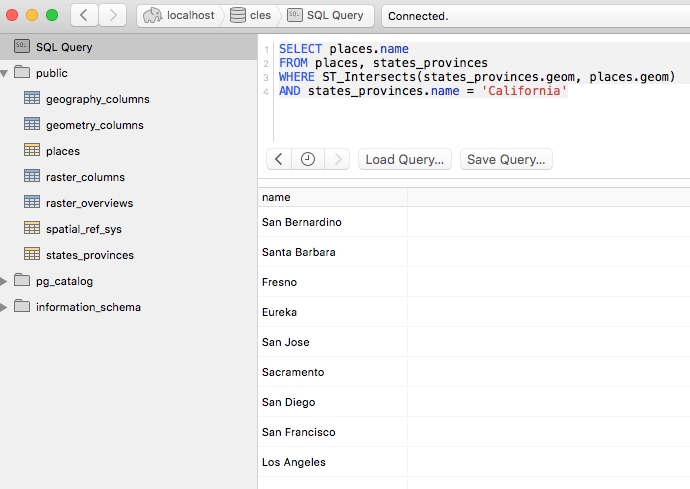 localhost cles SQL Query Connected.
SQL Query
public
geography_columns
geometry_columns
places
raster_columns
raster_overviews
spatial_ref_sys
states_provinces
pg_catalog
information_schema
1 SELECT places.name
2 FROM places, states_provinces
3 WHERE ST_Intersects(states_provinces.geom, places.geom)
4 AND states_provinces.name = 'California'
Load Query... Save Query...
name
San Bernardino
Santa Barbara
Fresno
Eureka
San Jose
Sacramento
San Diego
San Francisco
Los Angeles